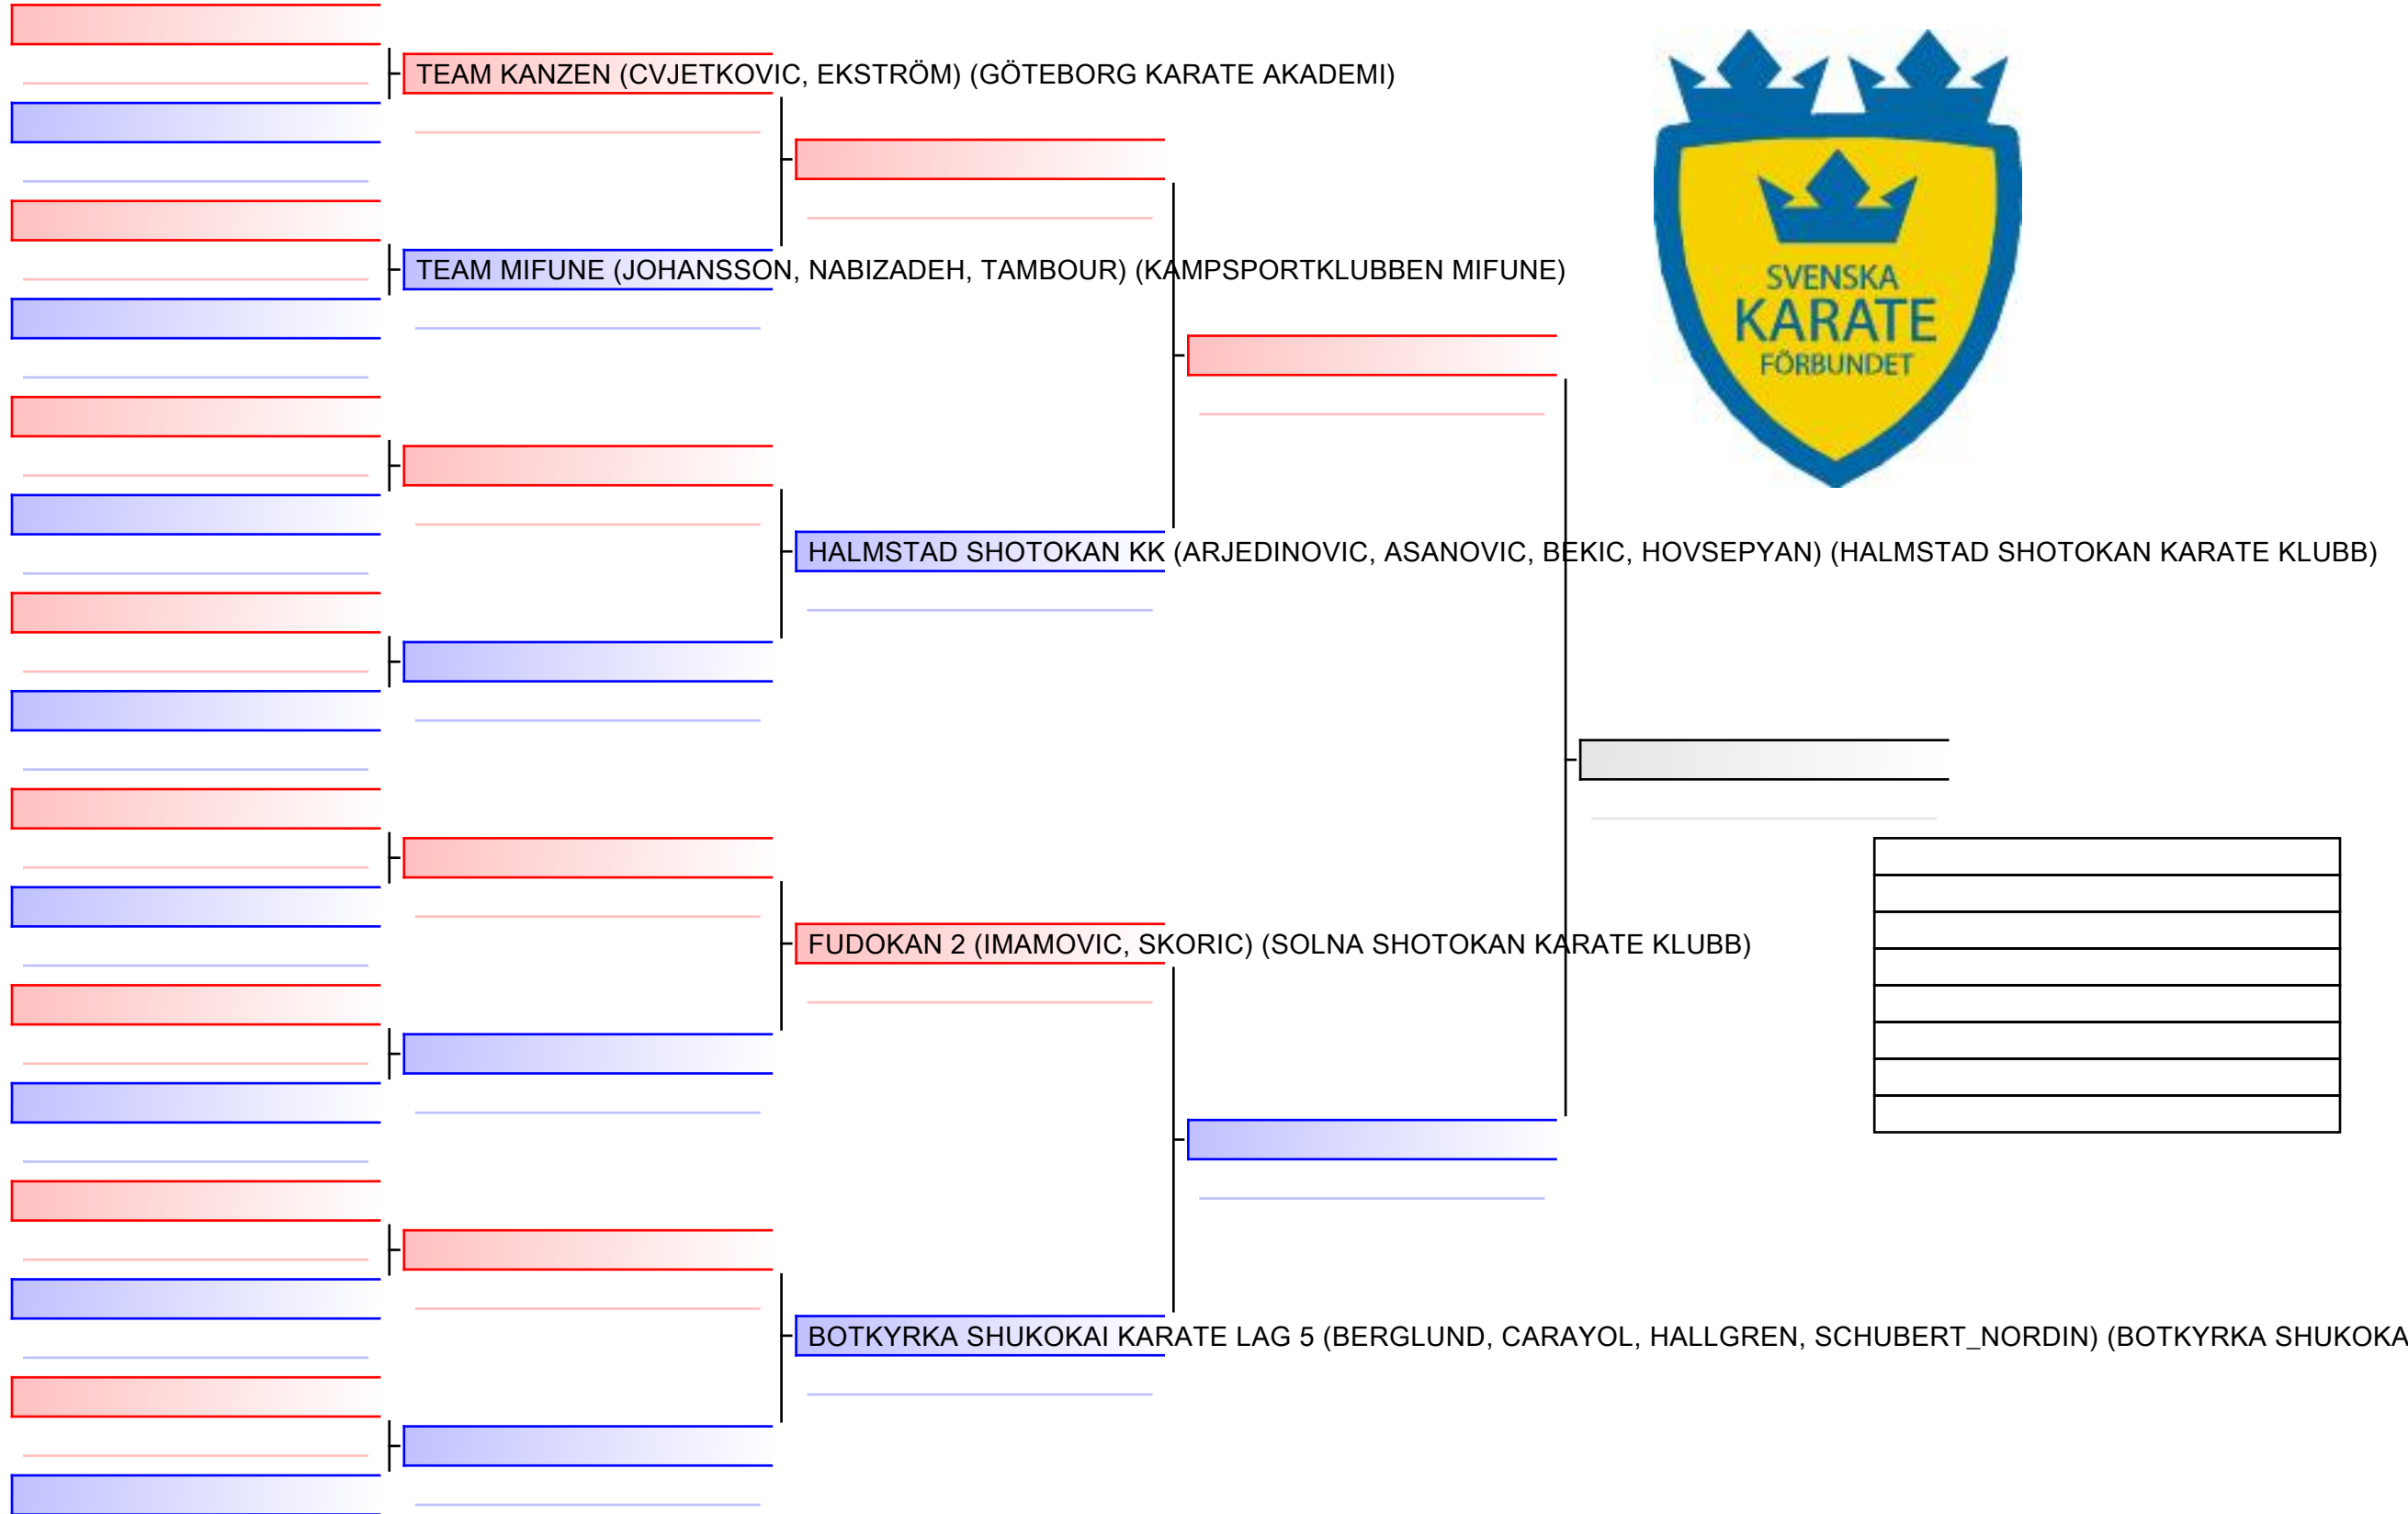 TEAM KANZEN (CVJETKOVIC, EKSTRÖM) (GÖTEBORG KARATE AKADEMI)
TEAM MIFUNE (JOHANSSON, NABIZADEH, TAMBOUR) (KAMPSPORTKLUBBEN MIFUNE)
SVENSKA
KARATE
FÖRBUNDET
HALMSTAD SHOTOKAN KK (ARJEDINOVIC, ASANOVIC, BEKIC, HOVSEPYAN) (HALMSTAD SHOTOKAN KARATE KLUBB)
FUDOKAN 2 (IMAMOVIC, SKORIC) (SOLNA SHOTOKAN KARATE KLUBB)
BOTKYRKA SHUKOKAI KARATE LAG 5 (BERGLUND, CARAYOL, HALLGREN, SCHUBERT_NORDIN) (BOTKYRKA SHUKOKA